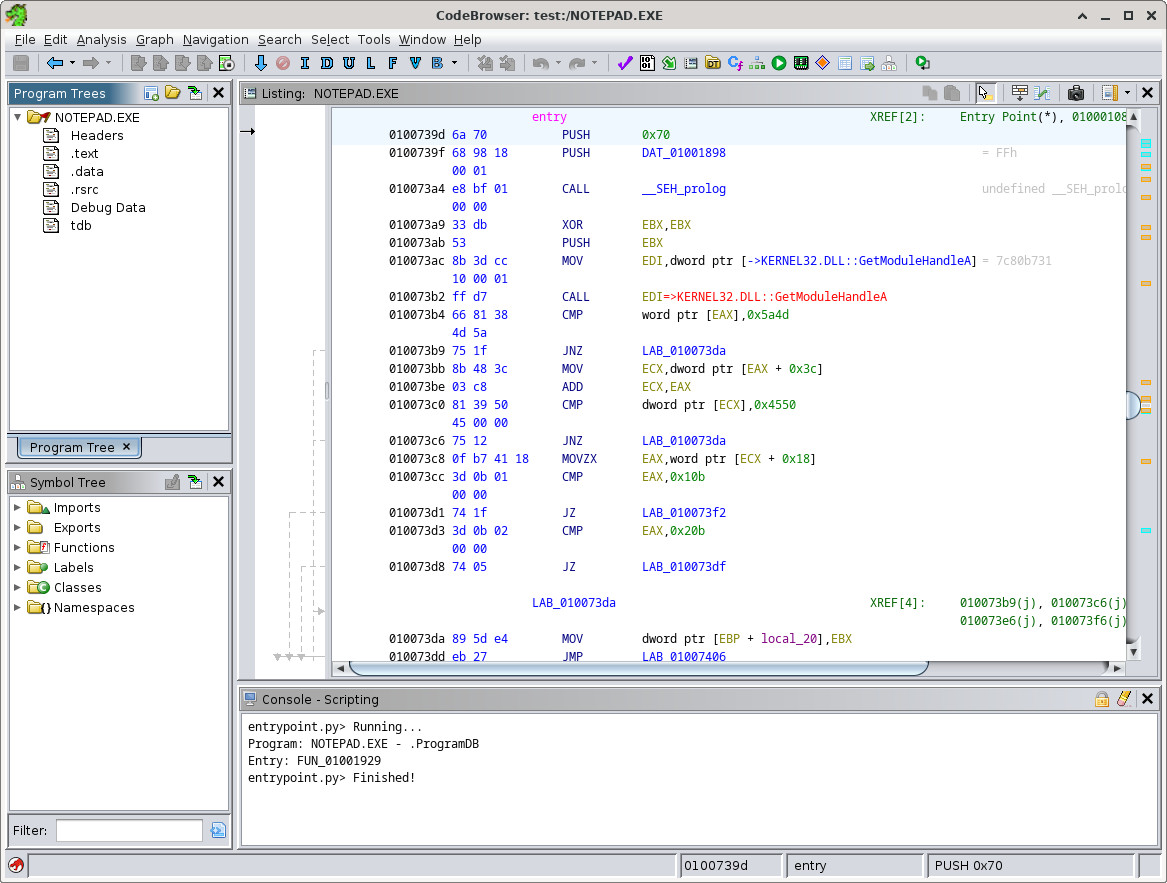 CodeBrowser: test:/NOTEPAD.EXE
File Edit Analysis Graph Navigation Search Select Tools Window Help
I D U L F V B
Program Trees
NOTEPAD.EXE
Headers
.text
.data
.rsrc
Debug Data
tdb
Program Tree ×
Symbol Tree
Imports
Exports
Functions
Labels
Classes
Namespaces
Filter:
Listing: NOTEPAD.EXE
entry XREF[2]: Entry Point(*), 01000108
0100739d 6a 70 PUSH 0x70
0100739f 68 98 18 PUSH DAT_01001898 = FFh
00 01
010073a4 e8 bf 01 CALL __SEH_prolog undefined __SEH_prolo
00 00
010073a9 33 db XOR EBX,EBX
010073ab 53 PUSH EBX
010073ac 8b 3d cc MOV EDI,dword ptr [->KERNEL32.DLL::GetModuleHandleA] = 7c80b731
10 00 01
010073b2 ff d7 CALL EDI=>KERNEL32.DLL::GetModuleHandleA
010073b4 66 81 38 CMP word ptr [EAX],0x5a4d
4d 5a
010073b9 75 1f JNZ LAB_010073da
010073bb 8b 48 3c MOV ECX,dword ptr [EAX + 0x3c]
010073be 03 c8 ADD ECX,EAX
010073c0 81 39 50 CMP dword ptr [ECX],0x4550
45 00 00
010073c6 75 12 JNZ LAB_010073da
010073c8 0f b7 41 18 MOVZX EAX,word ptr [ECX + 0x18]
010073cc 3d 0b 01 CMP EAX,0x10b
00 00
010073d1 74 1f JZ LAB_010073f2
010073d3 3d 0b 02 CMP EAX,0x20b
00 00
010073d8 74 05 JZ LAB_010073df
LAB_010073da XREF[4]: 010073b9(j), 010073c6(j)
010073e6(j), 010073f6(j)
010073da 89 5d e4 MOV dword ptr [EBP + local_20],EBX
010073dd eb 27 JMP LAB_01007406
Console - Scripting
entrypoint.py> Running...
Program: NOTEPAD.EXE - .ProgramDB
Entry: FUN_01001929
entrypoint.py> Finished!
0100739d entry PUSH 0x70